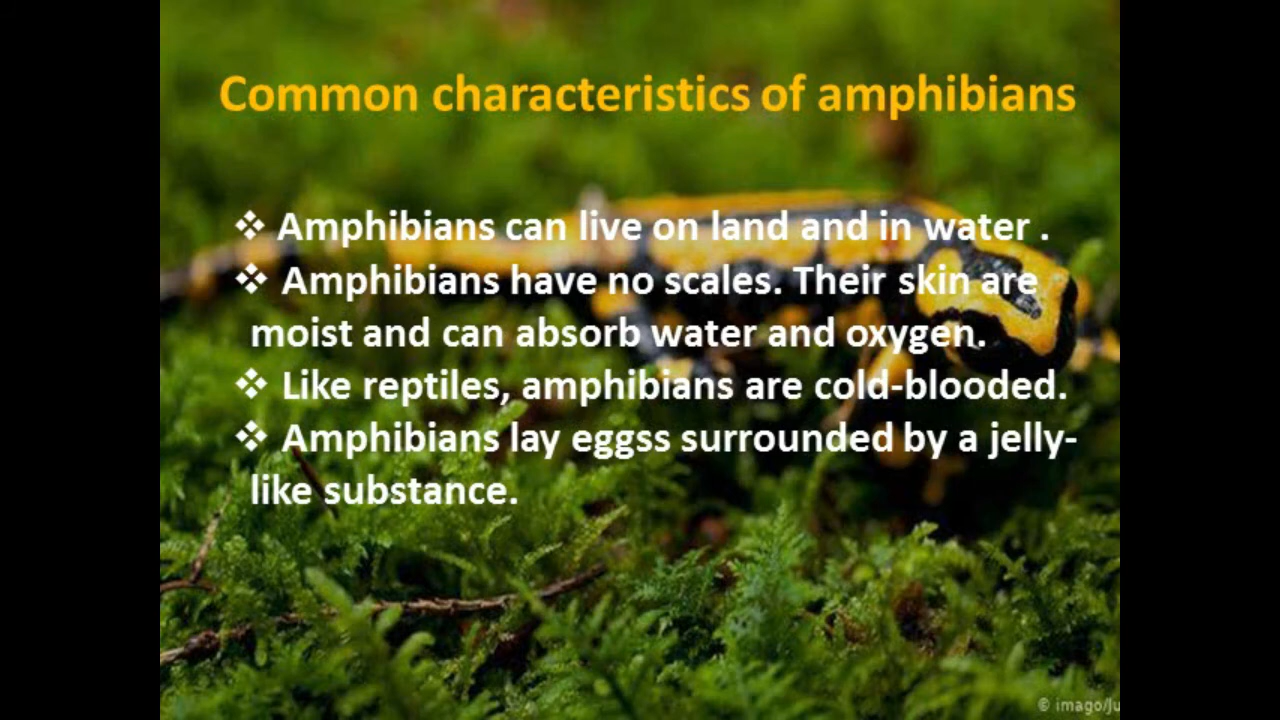 Common characteristics of amphibians
❖ Amphibians can live on land and in water .
❖ Amphibians have no scales. Their skin are
moist and can absorb water and oxygen.
❖ Like reptiles, amphibians are cold-blooded.
❖ Amphibians lay eggss surrounded by a jelly-
like substance.
© imago/Ju